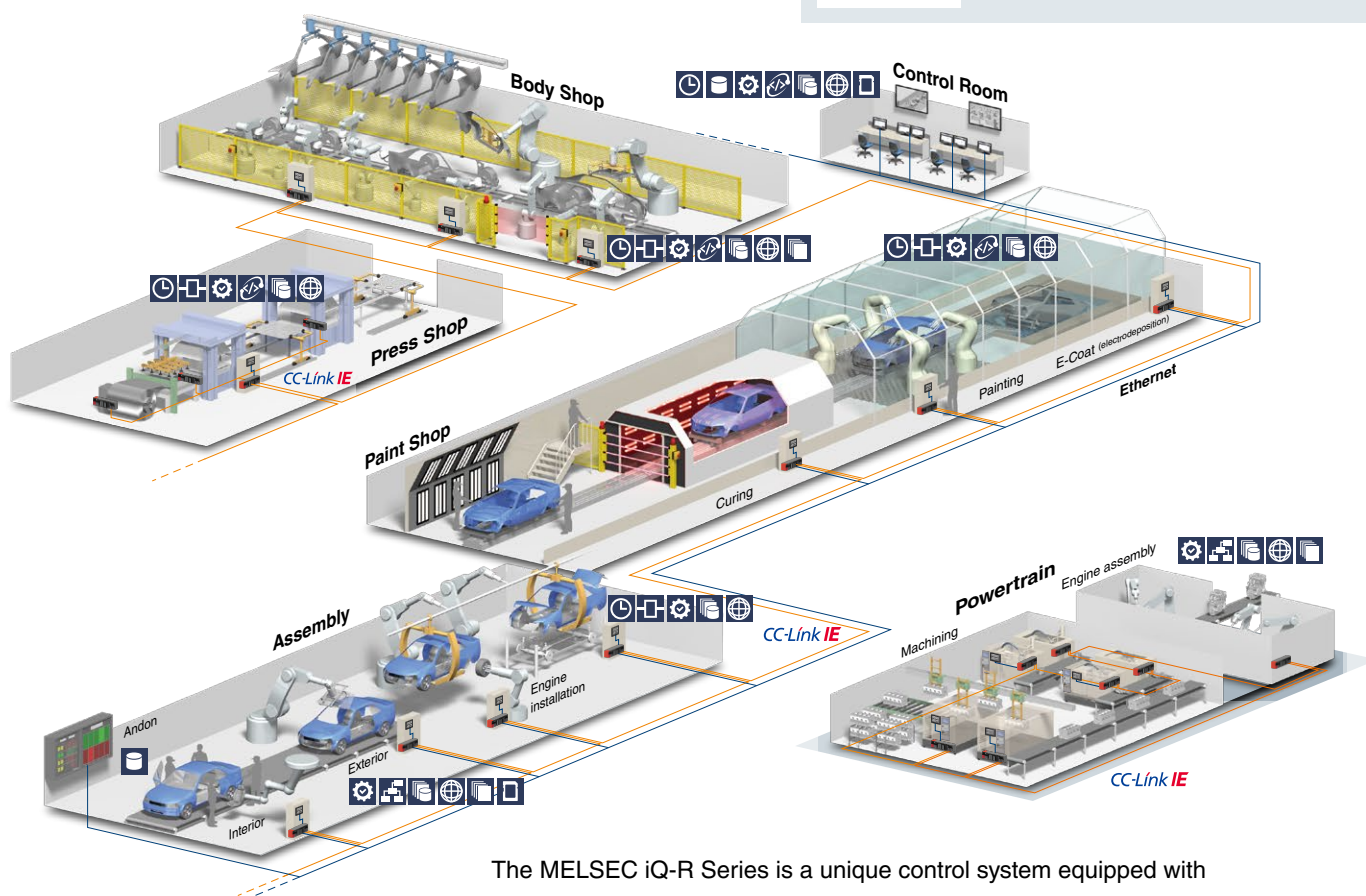 Body Shop
Control Room
Press Shop
CC-Link IE
E-Coat (electrodeposition)
Painting
Ethernet
Paint Shop
Curing
Assembly
Engine
installation
CC-Link IE
Andon
Exterior
Interior
Powertrain
Engine assembly
Machining
CC-Link IE
The MELSEC iQ-R Series is a unique control system equipped with